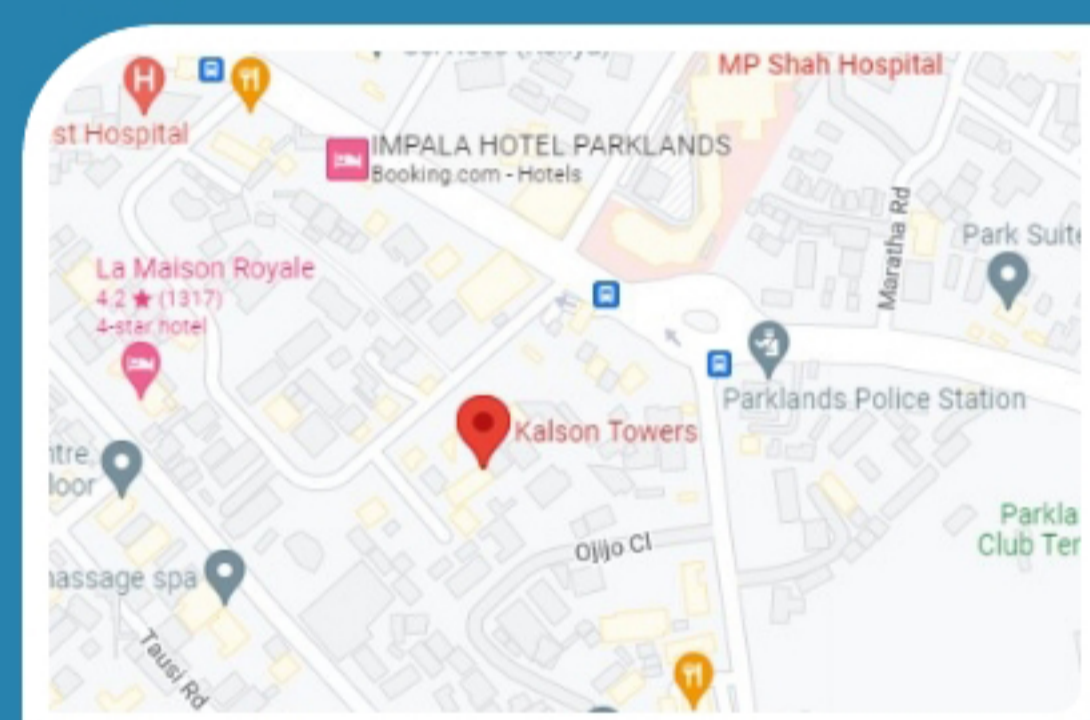 MP Shah Hospital
st Hospital
H
IMPALA HOTEL PARKLANDS
Booking.com - Hotels
Maratha Rd
Park Suite
La Maison Royale
4.2 ★ (1317)
4-star hotel
Parklands Police Station
Kalson Towers
ntre,
loor
Parkla
Club Ter
Ojijo Cl
massage spa
Tausi Rd